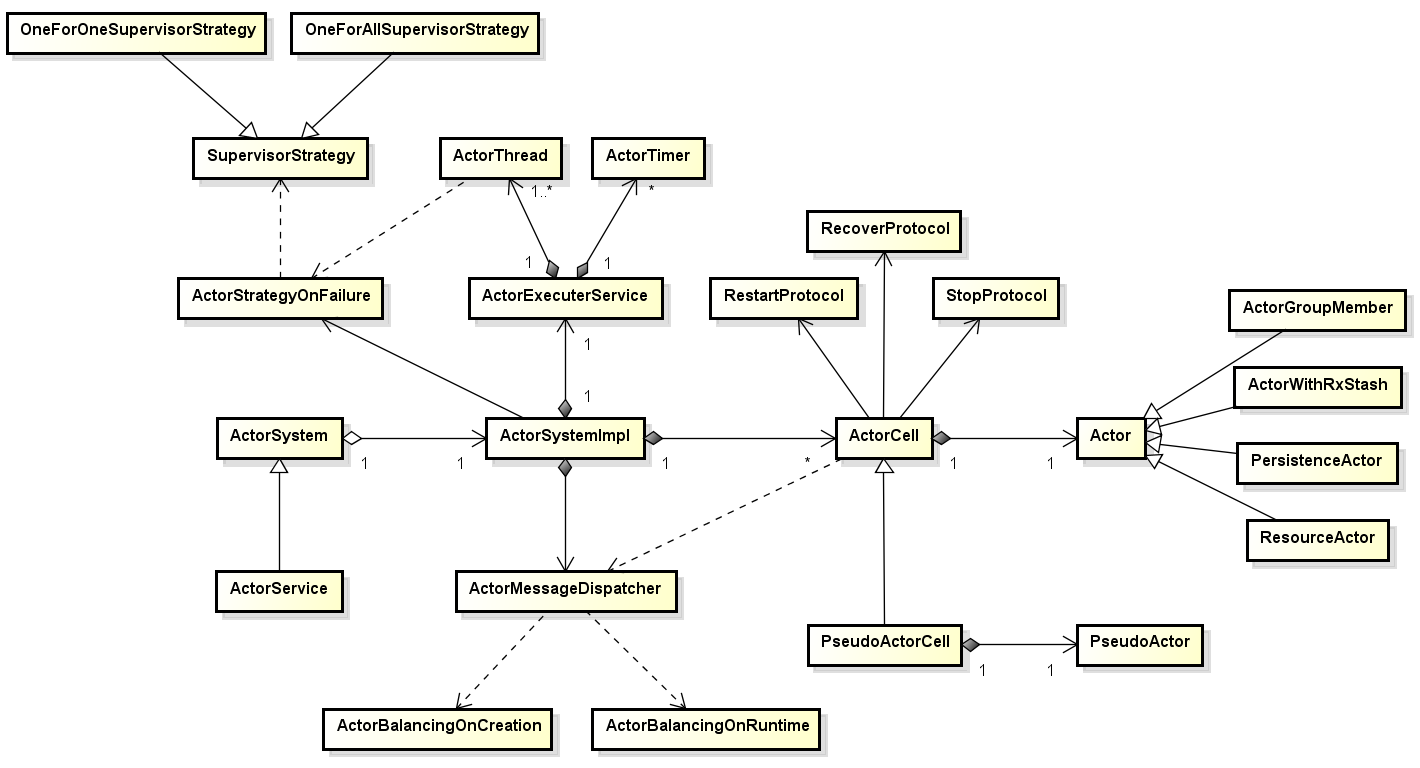 OneForOneSupervisorStrategy
OneForAllSupervisorStrategy
SupervisorStrategy
ActorThread
ActorTimer
1..*
*
RecoverProtocol
1
1
ActorStrategyOnFailure
ActorExecuterService
RestartProtocol
StopProtocol
ActorGroupMember
1
ActorWithRxStash
1
ActorSystem
ActorSystemImpl
ActorCell
Actor
1
1
1
*
1
1
PersistenceActor
ResourceActor
ActorService
ActorMessageDispatcher
PseudoActorCell
PseudoActor
1
1
ActorBalancingOnCreation
ActorBalancingOnRuntime